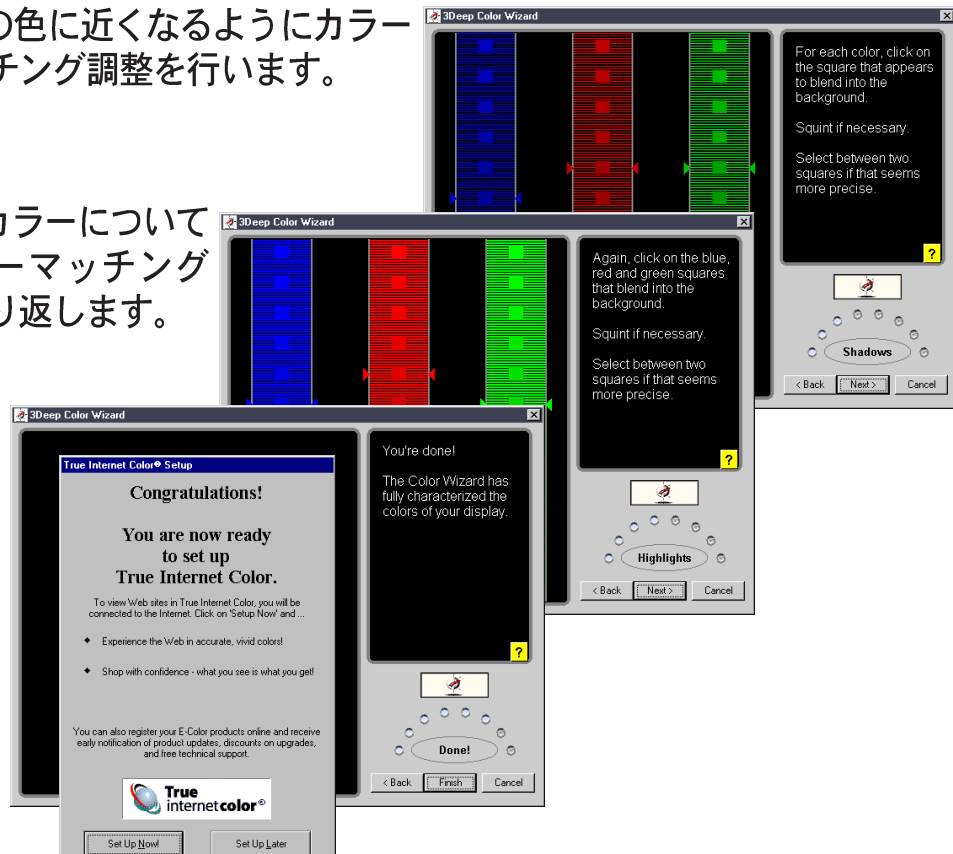 の色に近くなるようにカラー
チング調整を行います。
3Deep Color Wizard
For each color, click on
the square that appears
to blend into the
background.
Squint if necessary.
Select between two
squares if that seems
more precise.
?
Shadows
< Back
Next >
Cancel
カラーについて
ーマッチング
り返します。
3Deep Color Wizard
Again, click on the blue,
red and green squares
that blend into the
background.
Squint if necessary.
Select between two
squares if that seems
more precise.
?
Highlights
< Back
Next >
Cancel
3Deep Color Wizard
True Internet Color® Setup
Congratulations!
You are now ready
to set up
True Internet Color.
To view Web sites in True Internet Color, you will be
connected to the Internet. Click on 'Setup Now' and ...
Experience the Web in accurate, vivid colors!
Shop with confidence - what you see is what you get!
You can also register your E-Color products online and receive
early notification of product updates, discounts on upgrades,
and free technical support.
True
internetcolor®
Set Up Now!
Set Up Later
You're done!
The Color Wizard has
fully characterized the
colors of your display.
?
Done!
< Back
Finish
Cancel